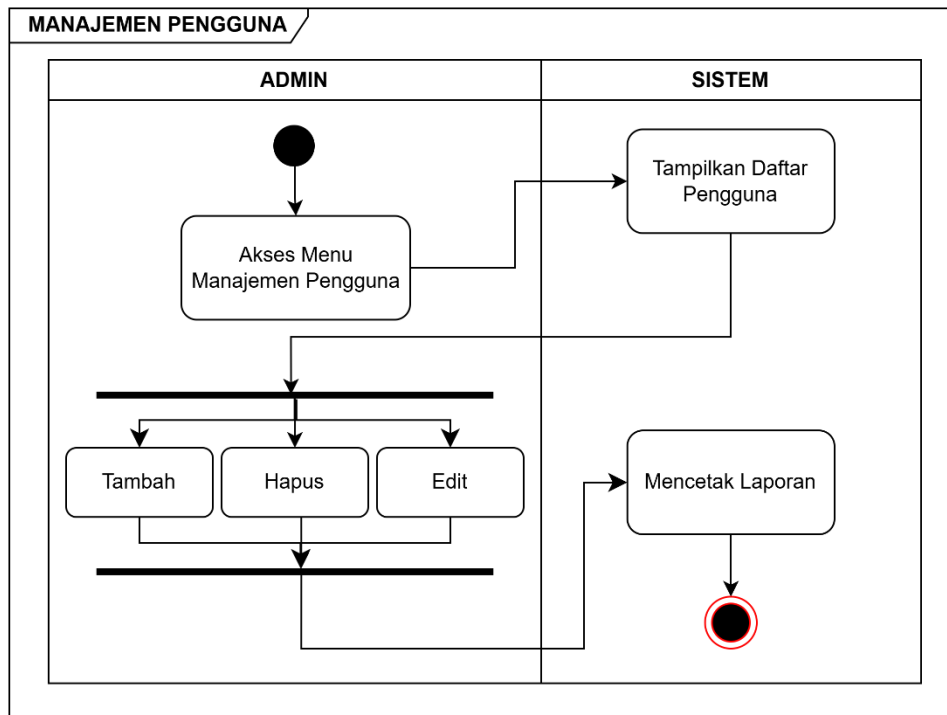 MANAJEMEN PENGGUNA
ADMIN
SISTEM
Akses Menu
Manajemen Pengguna
Tampilkan Daftar
Pengguna
Tambah
Hapus
Edit
Mencetak Laporan